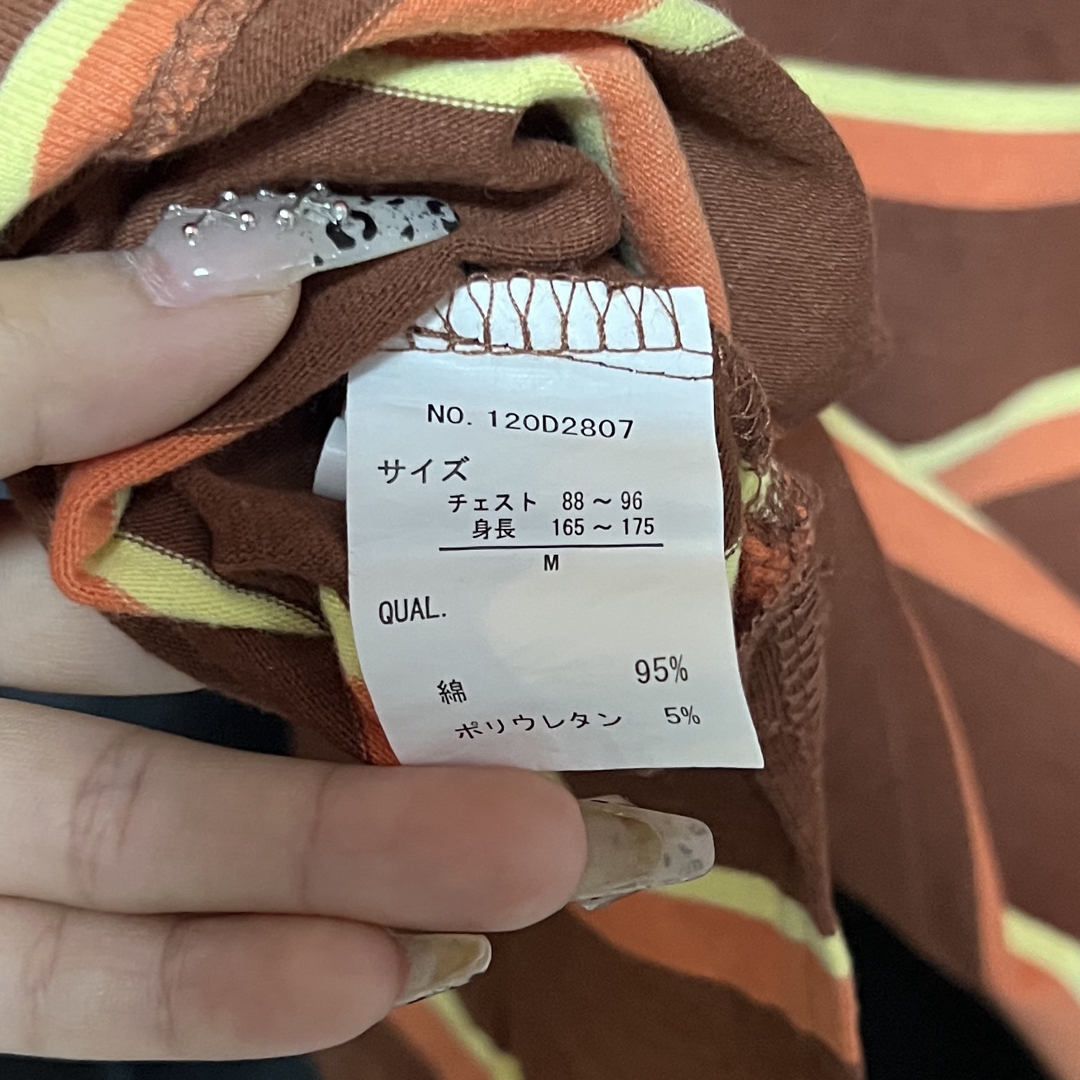 NO. 120D2807
サイズ
チェスト 88～96
身長 165～175
M
QUAL.
綿 95%
ポリウレタン 5%